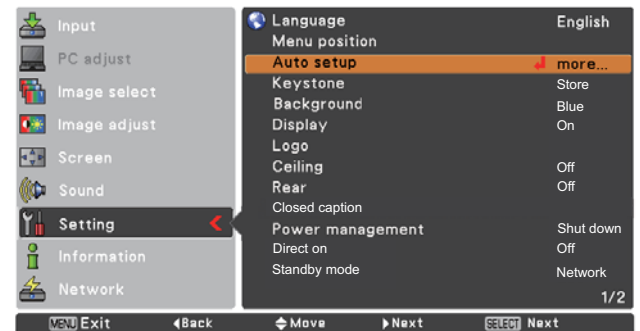 Input
PC adjust
Image select
Image adjust
Screen
Sound
Setting
Information
Network
Language English
Menu position
Auto setup more...
Keystone Store
Background Blue
Display On
Logo
Ceiling Off
Rear Off
Closed caption
Power management Shut down
Direct on Off
Standby mode Network
1/2
MENU Exit Back Move Next SELECT Next